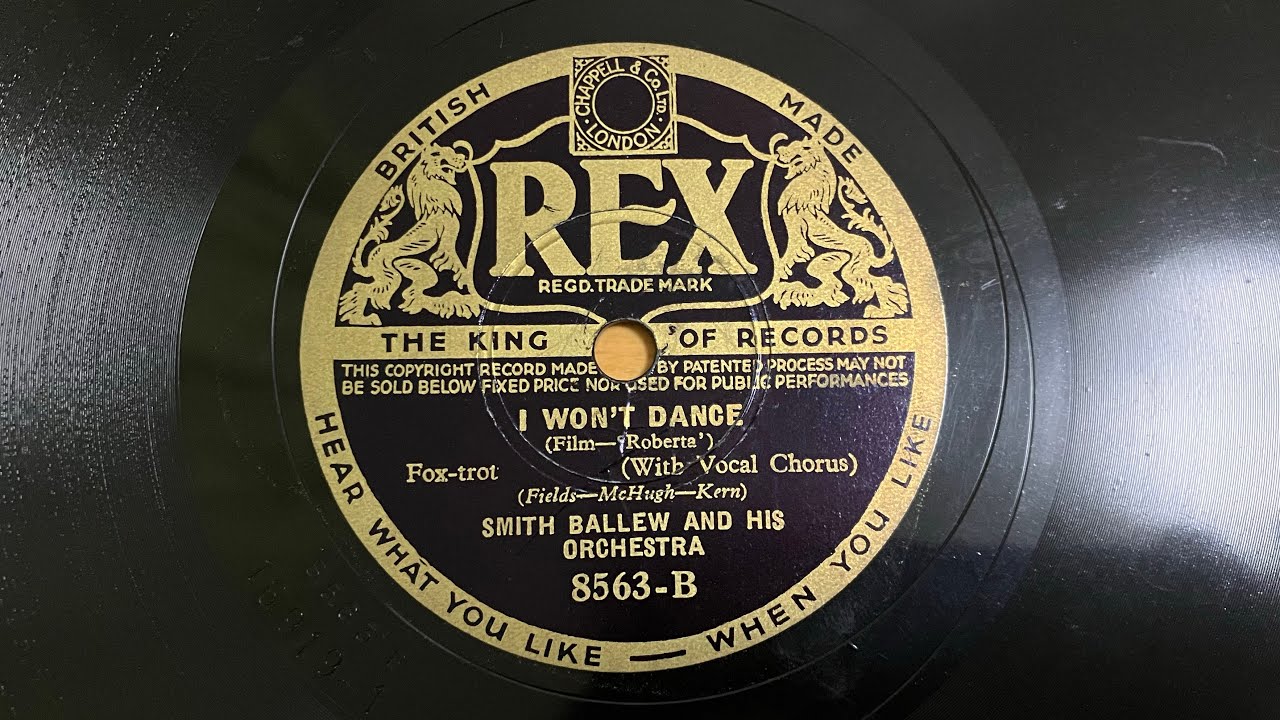 CHAPPELL & CO. LTD.
· LONDON ·
BRITISH MADE
REX
REGD. TRADE MARK
THE KING OF RECORDS
THIS COPYRIGHT RECORD MADE BY PATENTED PROCESS MAY NOT
BE SOLD BELOW FIXED PRICE NOR USED FOR PUBLIC PERFORMANCES
I WON'T DANCE
(Film—'Roberta')
Fox-trot (With Vocal Chorus)
(Fields—McHugh—Kern)
SMITH BALLEW AND HIS
ORCHESTRA
8563-B
HEAR WHAT YOU LIKE — WHEN YOU LIKE